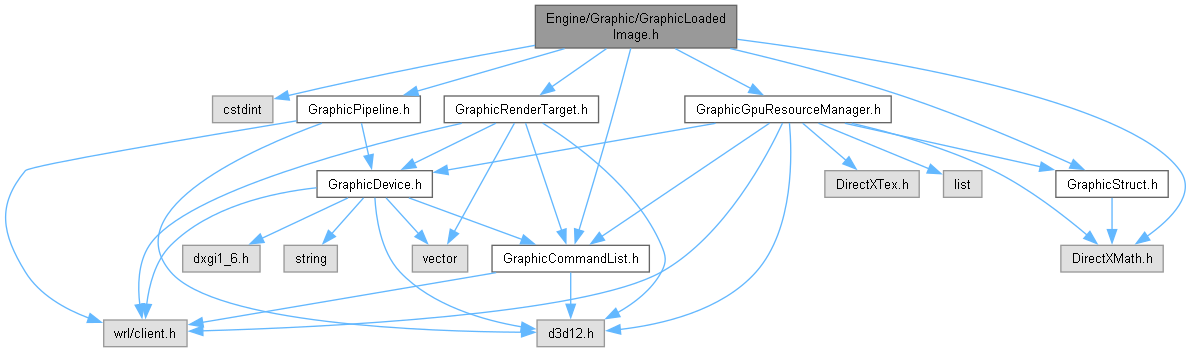 Engine/Graphic/GraphicLoaded
Image.h
cstdint
GraphicPipeline.h
GraphicRenderTarget.h
GraphicGpuResourceManager.h
GraphicDevice.h
DirectXTex.h
list
GraphicStruct.h
dxgi1_6.h
string
vector
GraphicCommandList.h
DirectXMath.h
wrl/client.h
d3d12.h